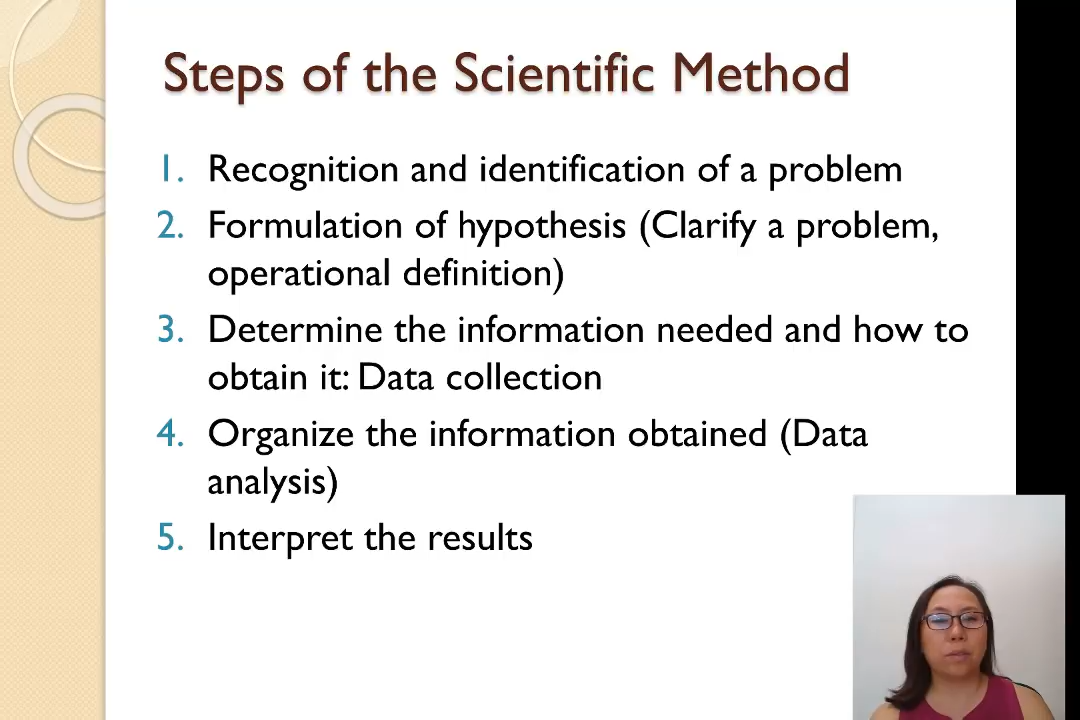 Steps of the Scientific Method
1. Recognition and identification of a problem
2. Formulation of hypothesis (Clarify a problem,
operational definition)
3. Determine the information needed and how to
obtain it: Data collection
4. Organize the information obtained (Data
analysis)
5. Interpret the results